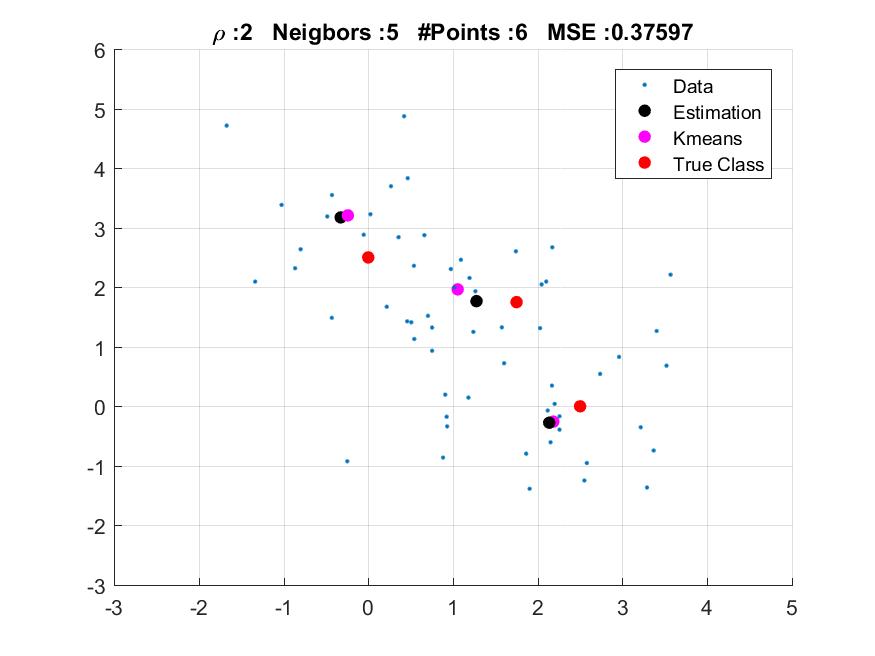 ρ :2 Neigbors :5 #Points :6 MSE :0.37597
6
5
4
3
2
1
0
-1
-2
-3
-3 -2 -1 0 1 2 3 4 5
Data
Estimation
Kmeans
True Class